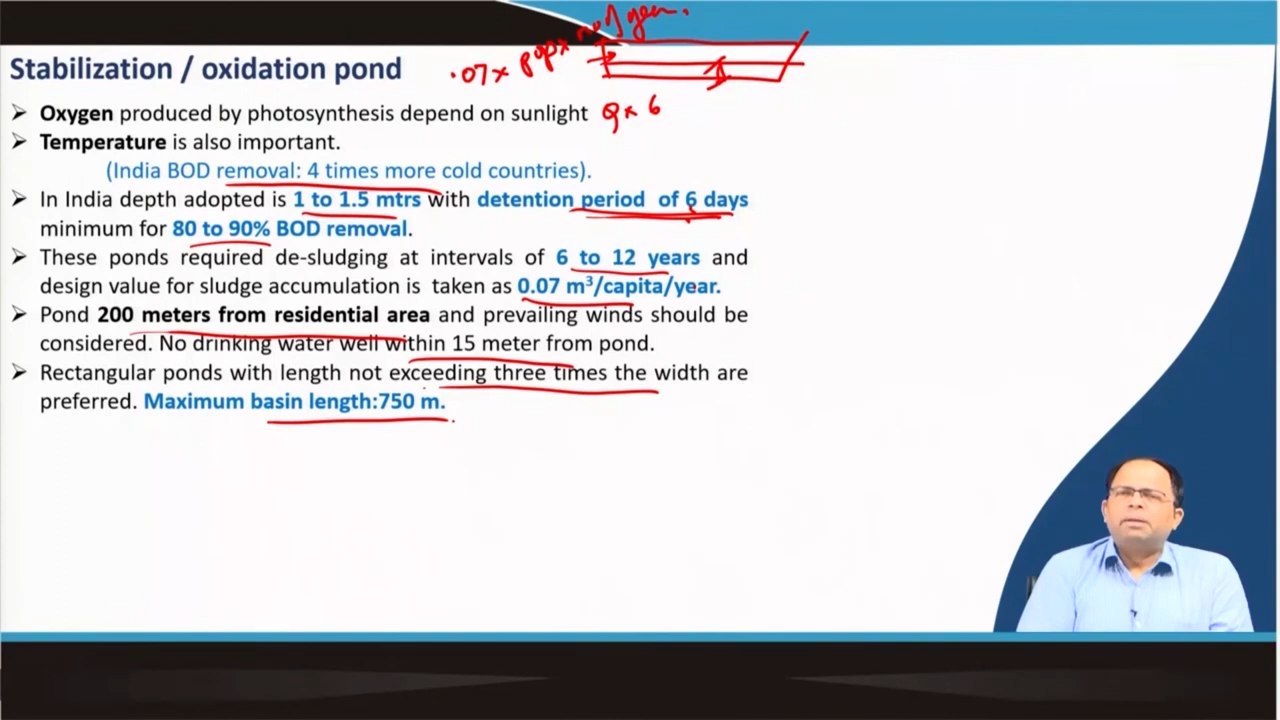 .07 × pop × no of
Stabilization / oxidation pond
➢ Oxygen produced by photosynthesis depend on sunlight
Q × 6
➢ Temperature is also important.
(India BOD removal: 4 times more cold countries).
➢ In India depth adopted is 1 to 1.5 mtrs with detention period of 6 days
minimum for 80 to 90% BOD removal.
➢ These ponds required de-sludging at intervals of 6 to 12 years and
design value for sludge accumulation is taken as 0.07 m³/capita/year.
➢ Pond 200 meters from residential area and prevailing winds should be
considered. No drinking water well within 15 meter from pond.
➢ Rectangular ponds with length not exceeding three times the width are
preferred. Maximum basin length:750 m.